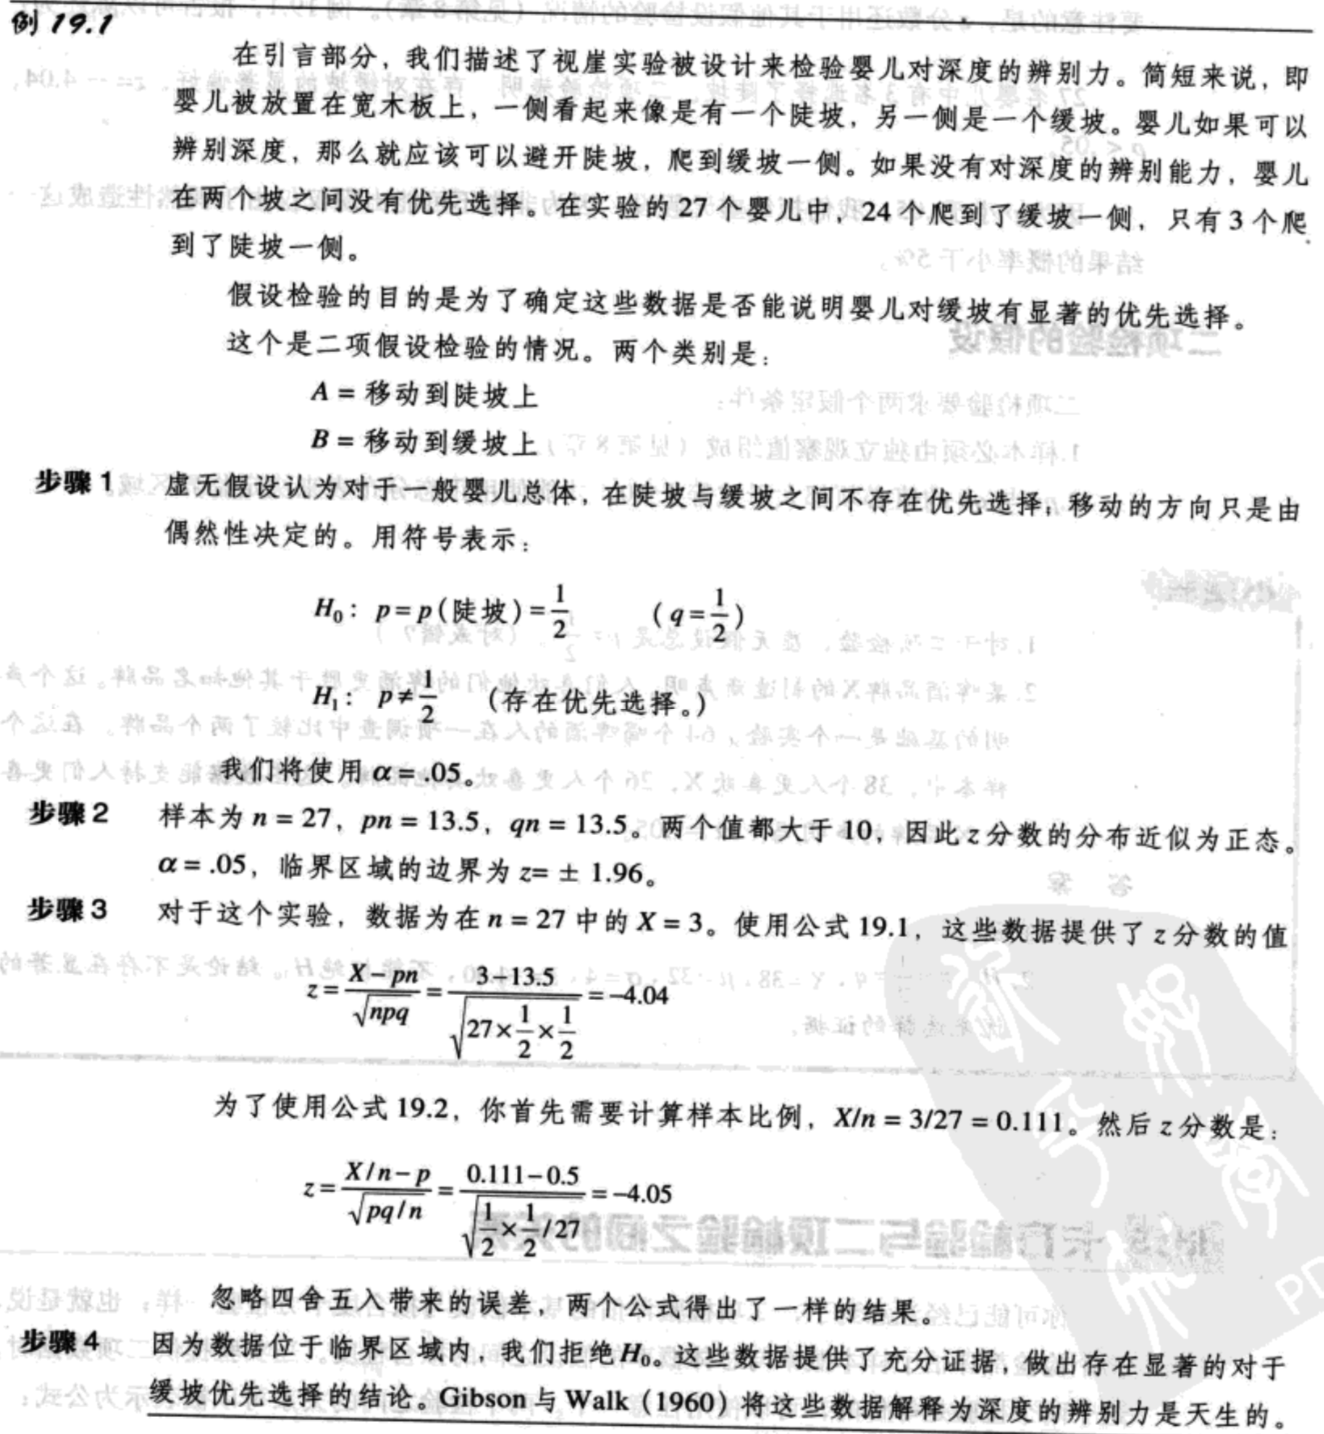 例 19.1
在引言部分，我们描述了视崖实验被设计来检验婴儿对深度的辨别力。简短来说，即
婴儿被放置在宽木板上，一侧看起来像是有一个陡坡，另一侧是一个缓坡。婴儿如果可以
辨别深度，那么就应该可以避开陡坡，爬到缓坡一侧。如果没有对深度的辨别能力，婴儿
在两个坡之间没有优先选择。在实验的 27 个婴儿中，24 个爬到了缓坡一侧，只有 3 个爬
到了陡坡一侧。
假设检验的目的是为了确定这些数据是否能说明婴儿对缓坡有显著的优先选择。
这个是二项假设检验的情况。两个类别是：
A = 移动到陡坡上
B = 移动到缓坡上
步骤 1 虚无假设认为对于一般婴儿总体，在陡坡与缓坡之间不存在优先选择，移动的方向只是由
偶然性决定的。用符号表示：
H₀：p=p(陡坡)=1/2 (q=1/2)
H₁：p≠1/2 (存在优先选择。)
我们将使用 α = .05。
步骤 2 样本为 n = 27，pn = 13.5，qn = 13.5。两个值都大于 10，因此 z 分数的分布近似为正态。
α = .05，临界区域的边界为 z= ± 1.96。
步骤 3 对于这个实验，数据为在 n = 27 中的 X = 3。使用公式 19.1，这些数据提供了 z 分数的值
z=(X−pn)/√(npq)=(3−13.5)/√(27×1/2×1/2)=−4.04
为了使用公式 19.2，你首先需要计算样本比例，X/n = 3/27 = 0.111。然后 z 分数是：
z=(X/n−p)/√(pq/n)=(0.111−0.5)/√(1/2×1/2/27)=−4.05
忽略四舍五入带来的误差，两个公式得出了一样的结果。
步骤 4 因为数据位于临界区域内，我们拒绝 H₀。这些数据提供了充分证据，做出存在显著的对于
缓坡优先选择的结论。Gibson 与 Walk（1960）将这些数据解释为深度的辨别力是天生的。